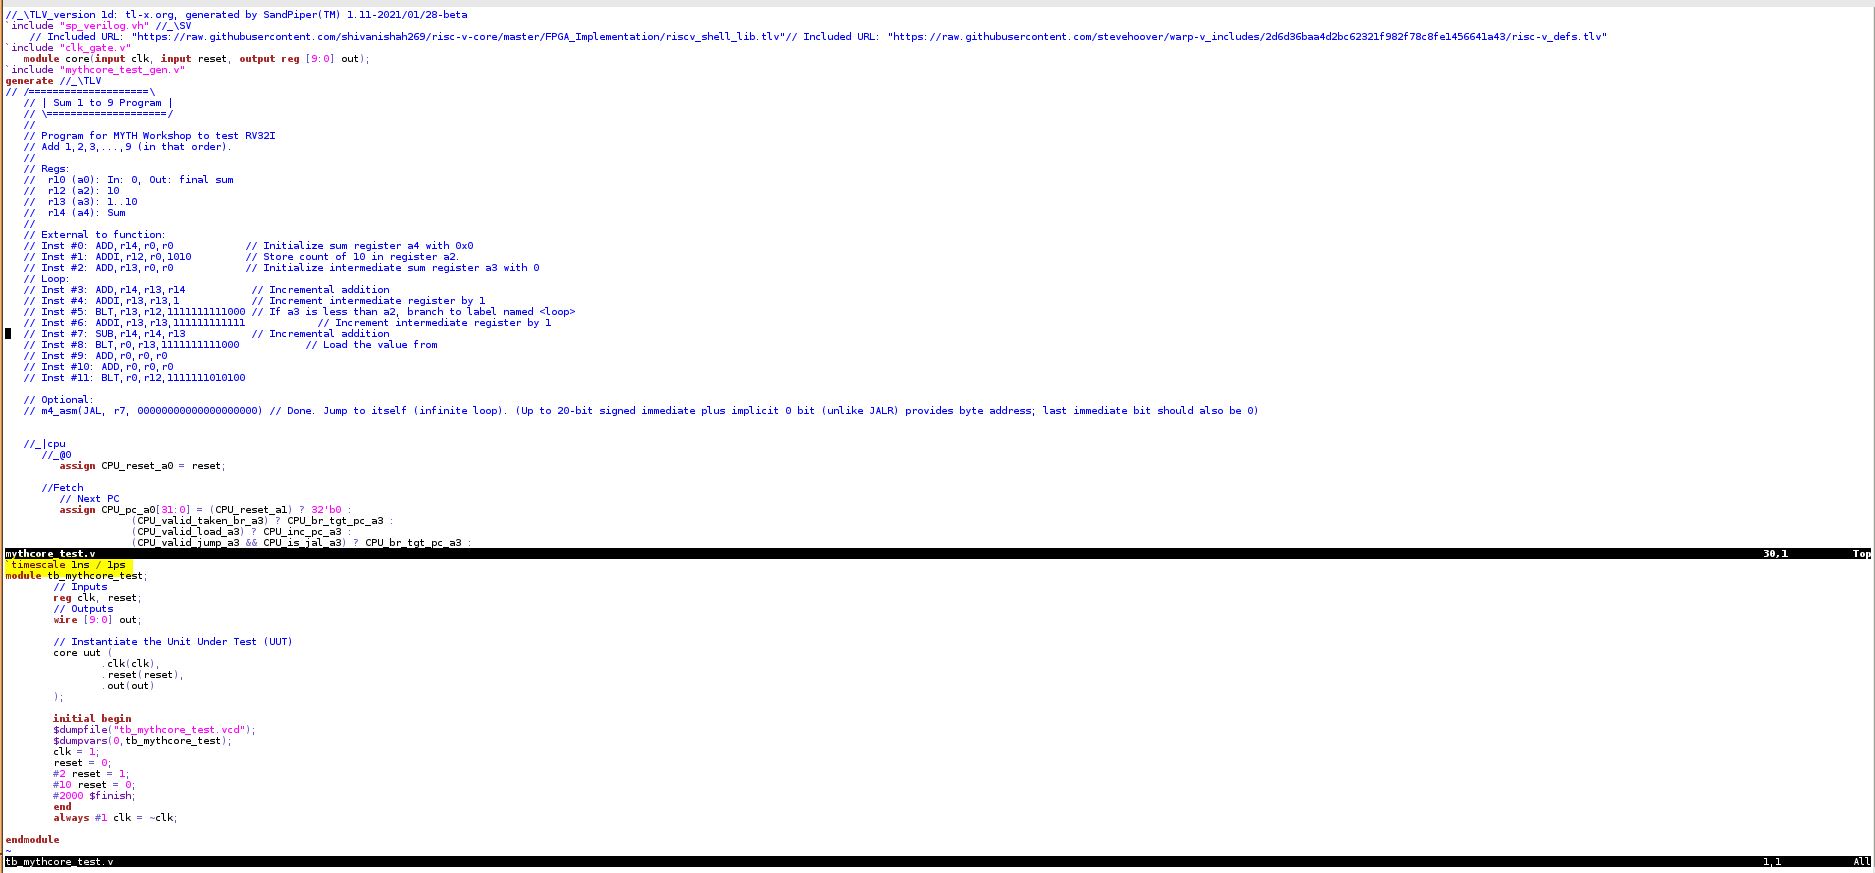 //_\TLV_version 1d: tl-x.org, generated by SandPiper(TM) 1.11-2021/01/28-beta
`include "sp_verilog.vh" //_\SV
// Included URL: "https://raw.githubusercontent.com/shivanishah269/risc-v-core/master/FPGA_Implementation/riscv_shell_lib.tlv"// Included URL: "https://raw.githubusercontent.com/stevehoover/warp-v_includes/2d6d36baa4d2bc62321f982f78c8fe1456641a43/risc-v_defs.tlv"
`include "clk_gate.v"
module core(input clk, input reset, output reg [9:0] out);
`include "mythcore_test_gen.v"
generate //_\TLV
// /====================\
// | Sum 1 to 9 Program |
// \====================/
//
// Program for MYTH Workshop to test RV32I
// Add 1,2,3,...,9 (in that order).
//
// Regs:
//  r10 (a0): In: 0, Out: final sum
//  r12 (a2): 10
//  r13 (a3): 1..10
//  r14 (a4): Sum
//
// External to function:
// Inst #0: ADD,r14,r0,r0            // Initialize sum register a4 with 0x0
// Inst #1: ADDI,r12,r0,1010         // Store count of 10 in register a2.
// Inst #2: ADD,r13,r0,r0            // Initialize intermediate sum register a3 with 0
// Loop:
// Inst #3: ADD,r14,r13,r14           // Incremental addition
// Inst #4: ADDI,r13,r13,1            // Increment intermediate register by 1
// Inst #5: BLT,r13,r12,1111111111000 // If a3 is less than a2, branch to label named <loop>
// Inst #6: ADDI,r13,r13,111111111111            // Increment intermediate register by 1
// Inst #7: SUB,r14,r14,r13           // Incremental addition
// Inst #8: BLT,r0,r13,1111111111000           // Load the value from
// Inst #9: ADD,r0,r0,r0
// Inst #10: ADD,r0,r0,r0
// Inst #11: BLT,r0,r12,1111111010100
// Optional:
// m4_asm(JAL, r7, 00000000000000000000) // Done. Jump to itself (infinite loop). (Up to 20-bit signed immediate plus implicit 0 bit (unlike JALR) provides byte address; last immediate bit should also be 0)
//_|cpu
//_@0
assign CPU_reset_a0 = reset;
//Fetch
// Next PC
assign CPU_pc_a0[31:0] = (CPU_reset_a1) ? 32'b0 :
(CPU_valid_taken_br_a3) ? CPU_br_tgt_pc_a3 :
(CPU_valid_load_a3) ? CPU_inc_pc_a3 :
(CPU_valid_jump_a3 && CPU_is_jal_a3) ? CPU_br_tgt_pc_a3 :
mythcore_test.v 30,1 Top
`timescale 1ns / 1ps
module tb_mythcore_test;
// Inputs
reg clk, reset;
// Outputs
wire [9:0] out;
// Instantiate the Unit Under Test (UUT)
core uut (
.clk(clk),
.reset(reset),
.out(out)
);
initial begin
$dumpfile("tb_mythcore_test.vcd");
$dumpvars(0,tb_mythcore_test);
clk = 1;
reset = 0;
#2 reset = 1;
#10 reset = 0;
#2000 $finish;
end
always #1 clk = ~clk;
endmodule
~
tb_mythcore_test.v 1,1 All